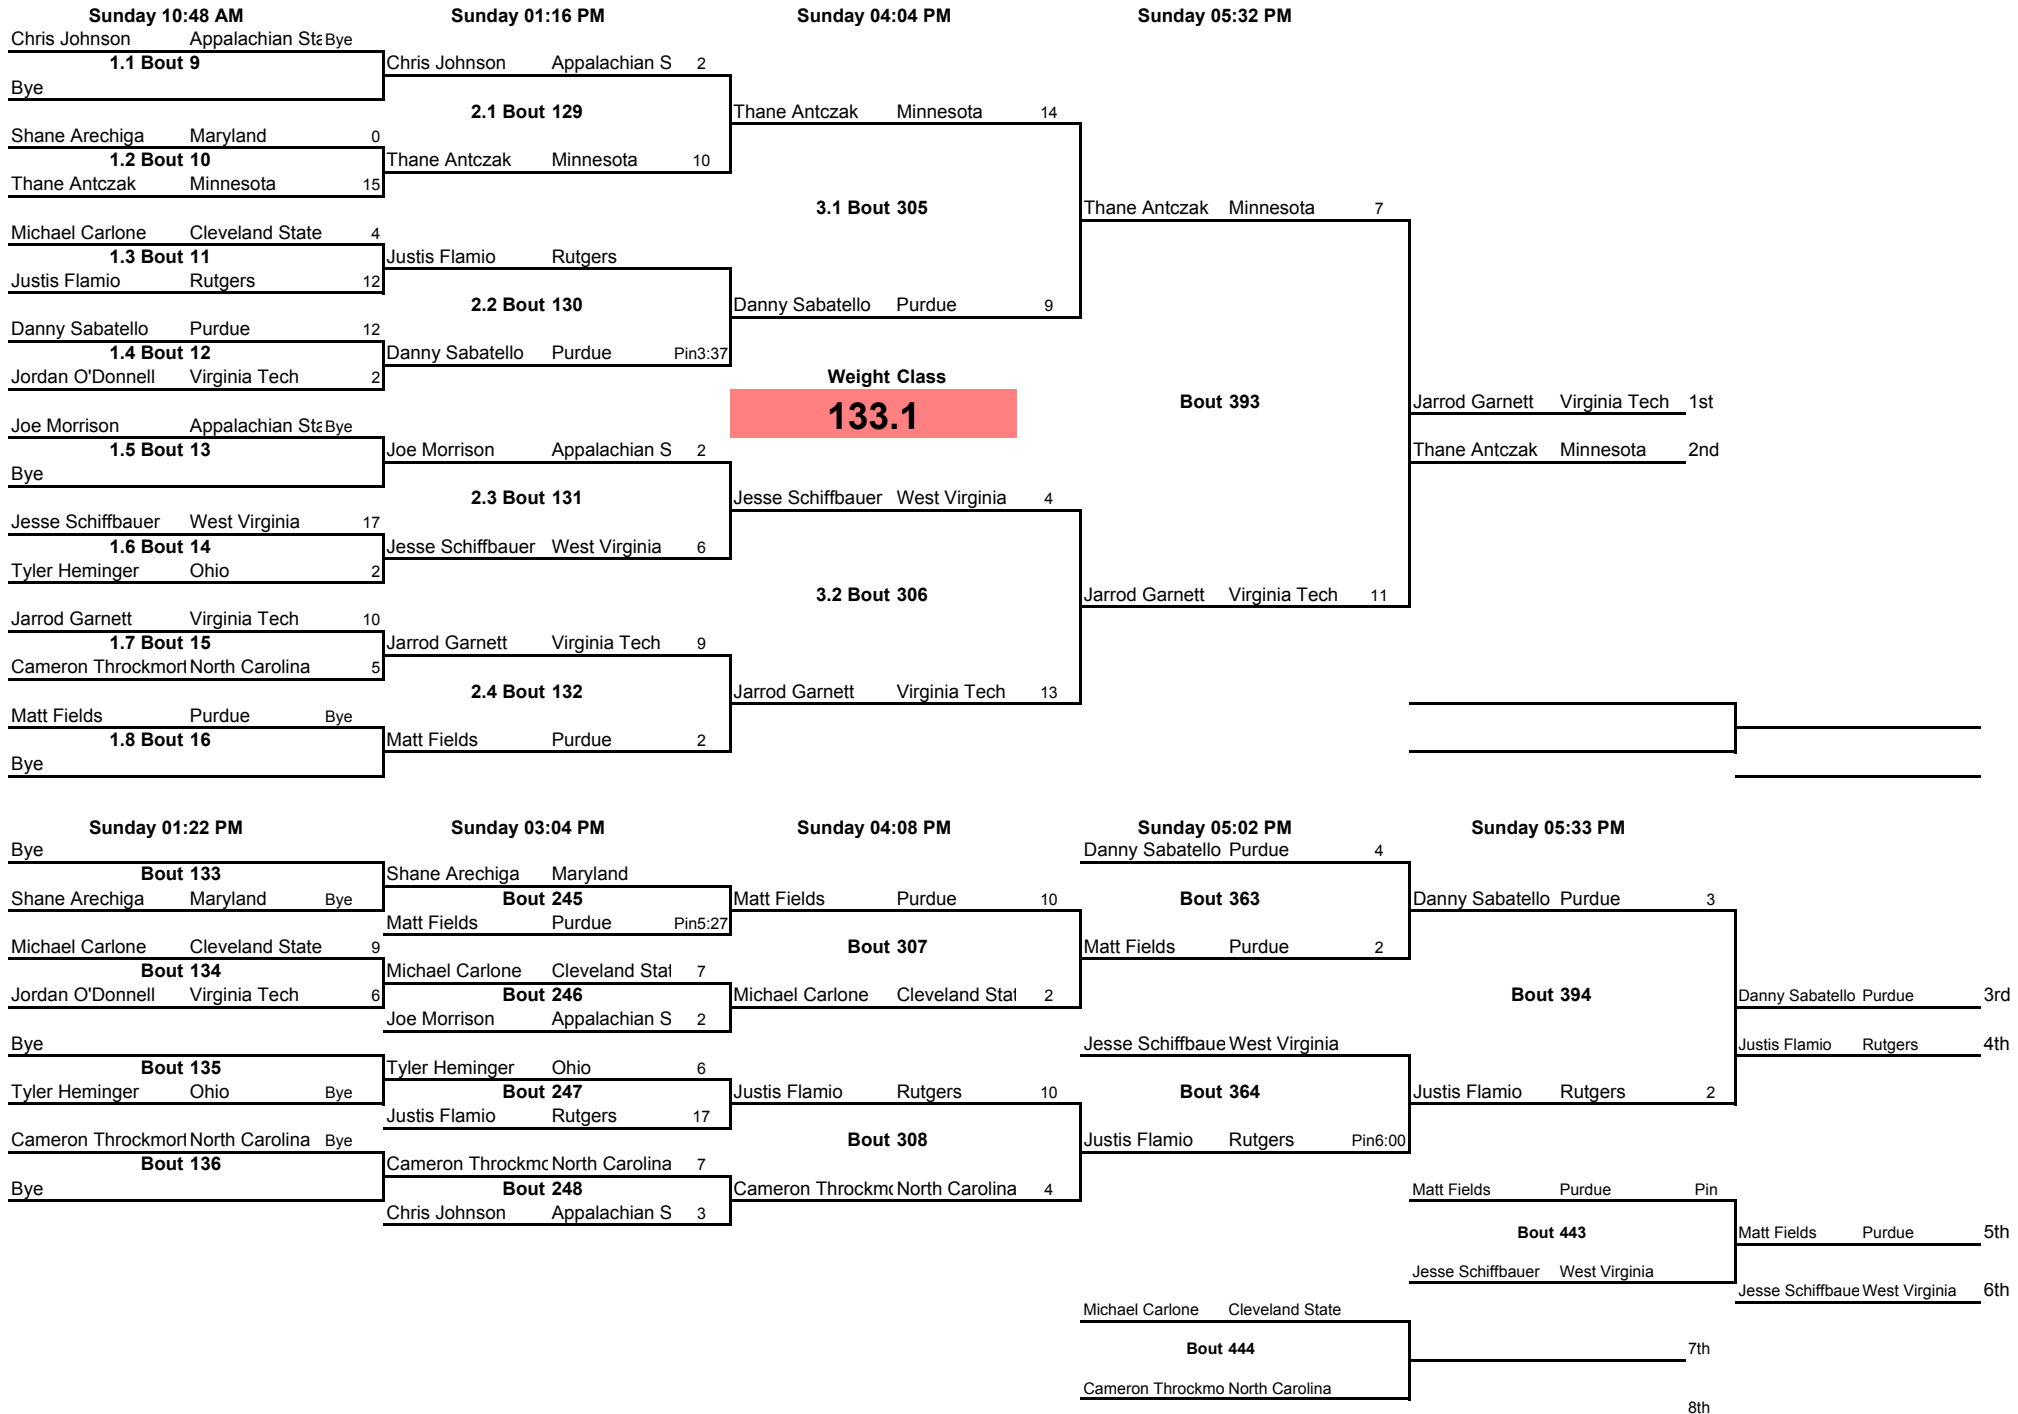 Sunday 10:48 AM Sunday 01:16 PM Sunday 04:04 PM Sunday 05:32 PM
Chris Johnson Appalachian Sta Bye
1.1 Bout 9 Chris Johnson Appalachian S 2
Bye
2.1 Bout 129 Thane Antczak Minnesota 14
Shane Arechiga Maryland 0
1.2 Bout 10 Thane Antczak Minnesota 10
Thane Antczak Minnesota 15
3.1 Bout 305 Thane Antczak Minnesota 7
Michael Carlone Cleveland State 4
1.3 Bout 11 Justis Flamio Rutgers
Justis Flamio Rutgers 12
2.2 Bout 130 Danny Sabatello Purdue 9
Danny Sabatello Purdue 12
1.4 Bout 12 Danny Sabatello Purdue Pin3:37
Jordan O'Donnell Virginia Tech 2 Weight Class
133.1 Bout 393 Jarrod Garnett Virginia Tech 1st
Joe Morrison Appalachian Sta Bye
1.5 Bout 13 Joe Morrison Appalachian S 2 Thane Antczak Minnesota 2nd
Bye
2.3 Bout 131 Jesse Schiffbauer West Virginia 4
Jesse Schiffbauer West Virginia 17
1.6 Bout 14 Jesse Schiffbauer West Virginia 6
Tyler Heminger Ohio 2
3.2 Bout 306 Jarrod Garnett Virginia Tech 11
Jarrod Garnett Virginia Tech 10
1.7 Bout 15 Jarrod Garnett Virginia Tech 9
Cameron Throckmort North Carolina 5
2.4 Bout 132 Jarrod Garnett Virginia Tech 13
Matt Fields Purdue Bye
1.8 Bout 16 Matt Fields Purdue 2
Bye
Sunday 01:22 PM Sunday 03:04 PM Sunday 04:08 PM Sunday 05:02 PM Sunday 05:33 PM
Bye Danny Sabatello Purdue 4
Bout 133 Shane Arechiga Maryland
Shane Arechiga Maryland Bye Bout 245 Matt Fields Purdue 10 Bout 363 Danny Sabatello Purdue 3
Matt Fields Purdue Pin5:27
Michael Carlone Cleveland State 9 Bout 307 Matt Fields Purdue 2
Bout 134 Michael Carlone Cleveland Stat 7
Jordan O'Donnell Virginia Tech 6 Bout 246 Michael Carlone Cleveland Stat 2 Bout 394 Danny Sabatello Purdue 3rd
Joe Morrison Appalachian S 2
Bye Jesse Schiffbaue West Virginia Justis Flamio Rutgers 4th
Bout 135 Tyler Heminger Ohio 6
Tyler Heminger Ohio Bye Bout 247 Justis Flamio Rutgers 10 Bout 364 Justis Flamio Rutgers 2
Justis Flamio Rutgers 17
Cameron Throckmort North Carolina Bye Bout 308 Justis Flamio Rutgers Pin6:00
Bout 136 Cameron Throckmo North Carolina 7
Bye Bout 248 Cameron Throckmo North Carolina 4 Matt Fields Purdue Pin
Chris Johnson Appalachian S 3
Bout 443 Matt Fields Purdue 5th
Jesse Schiffbauer West Virginia
Jesse Schiffbaue West Virginia 6th
Michael Carlone Cleveland State
Bout 444 7th
Cameron Throckmo North Carolina
8th